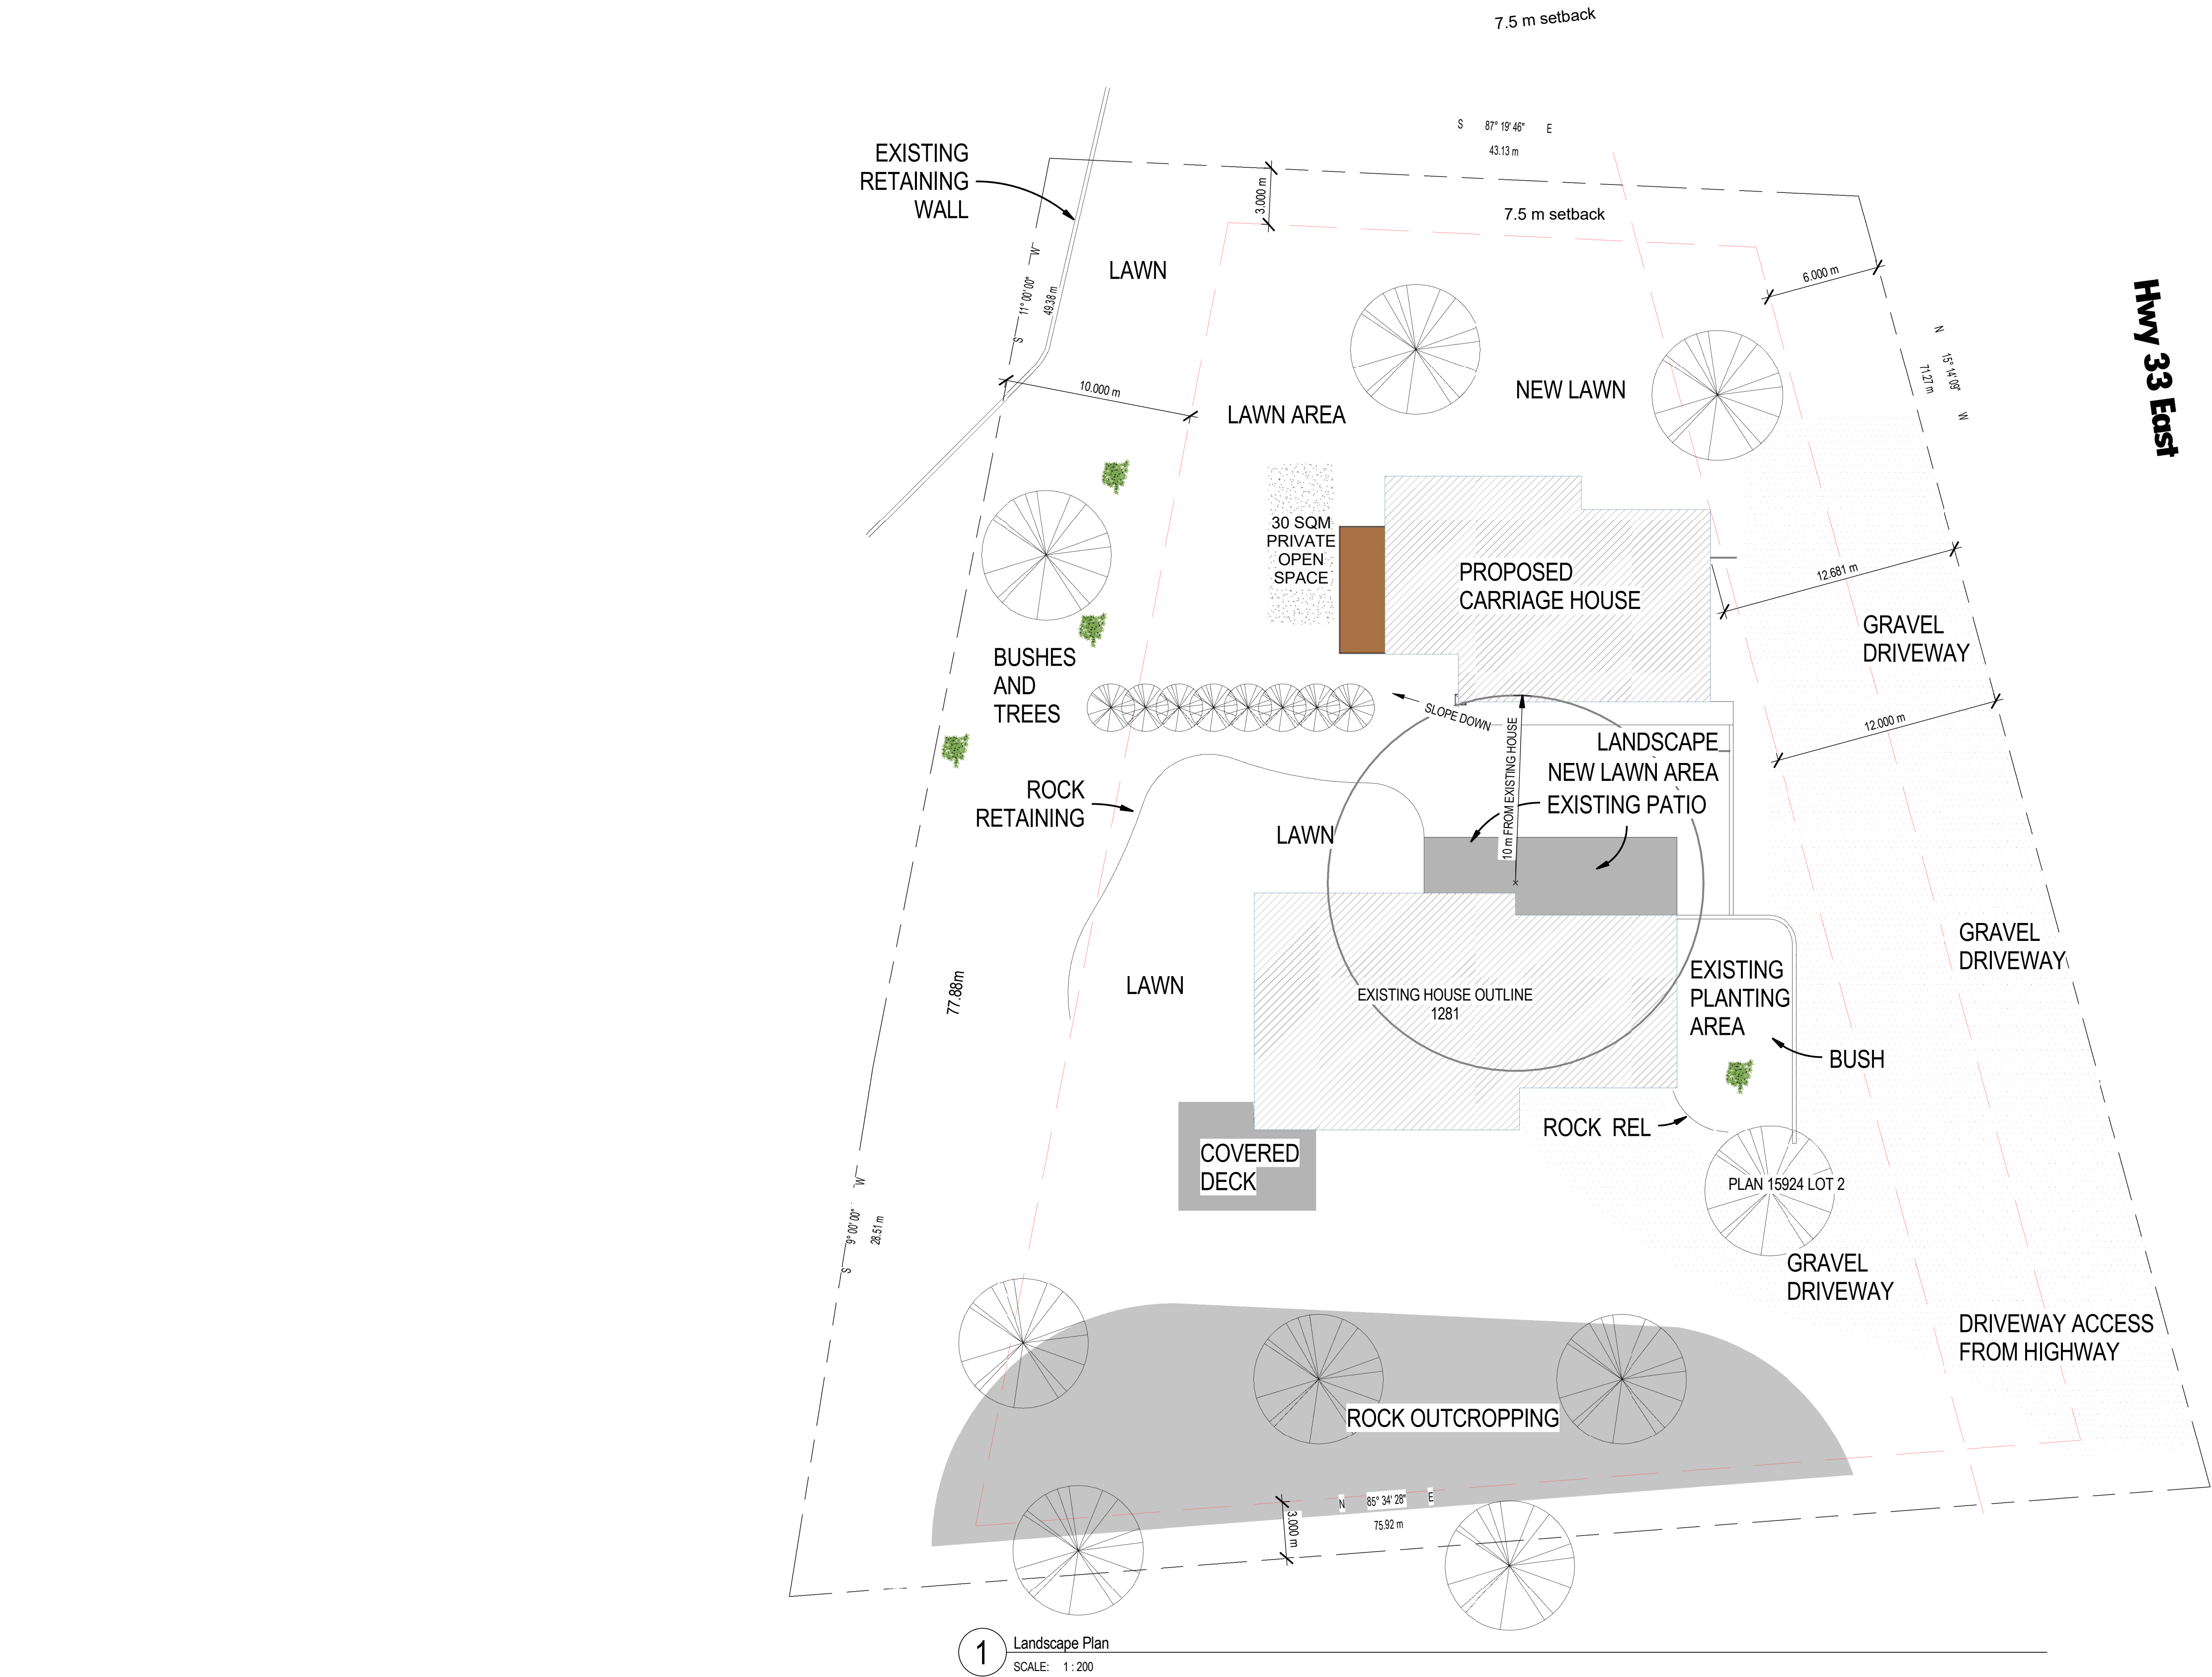 7.5 m setback
S 87° 19' 46" E
43.13 m
EXISTING
RETAINING
WALL
3.000 m
7.5 m setback
LAWN
6.000 m
Hwy 33 East
S 11° 00' 00" W
49.38 m
N 15° 14' 09" W
71.27 m
10.000 m
NEW LAWN
LAWN AREA
30 SQM
PRIVATE
OPEN
SPACE
PROPOSED
CARRIAGE HOUSE
12.681 m
GRAVEL
DRIVEWAY
BUSHES
AND
TREES
SLOPE DOWN
12.000 m
LANDSCAPE
NEW LAWN AREA
EXISTING PATIO
10 m FROM EXISTING HOUSE
ROCK
RETAINING
LAWN
GRAVEL
DRIVEWAY
EXISTING
PLANTING
AREA
LAWN
77.88m
EXISTING HOUSE OUTLINE
1281
BUSH
ROCK REL
COVERED
DECK
PLAN 15924 LOT 2
S 9° 00' 00" W
28.51 m
GRAVEL
DRIVEWAY
DRIVEWAY ACCESS
FROM HIGHWAY
ROCK OUTCROPPING
N 85° 34' 28" E
75.92 m
3.000 m
1
Landscape Plan
SCALE: 1 : 200